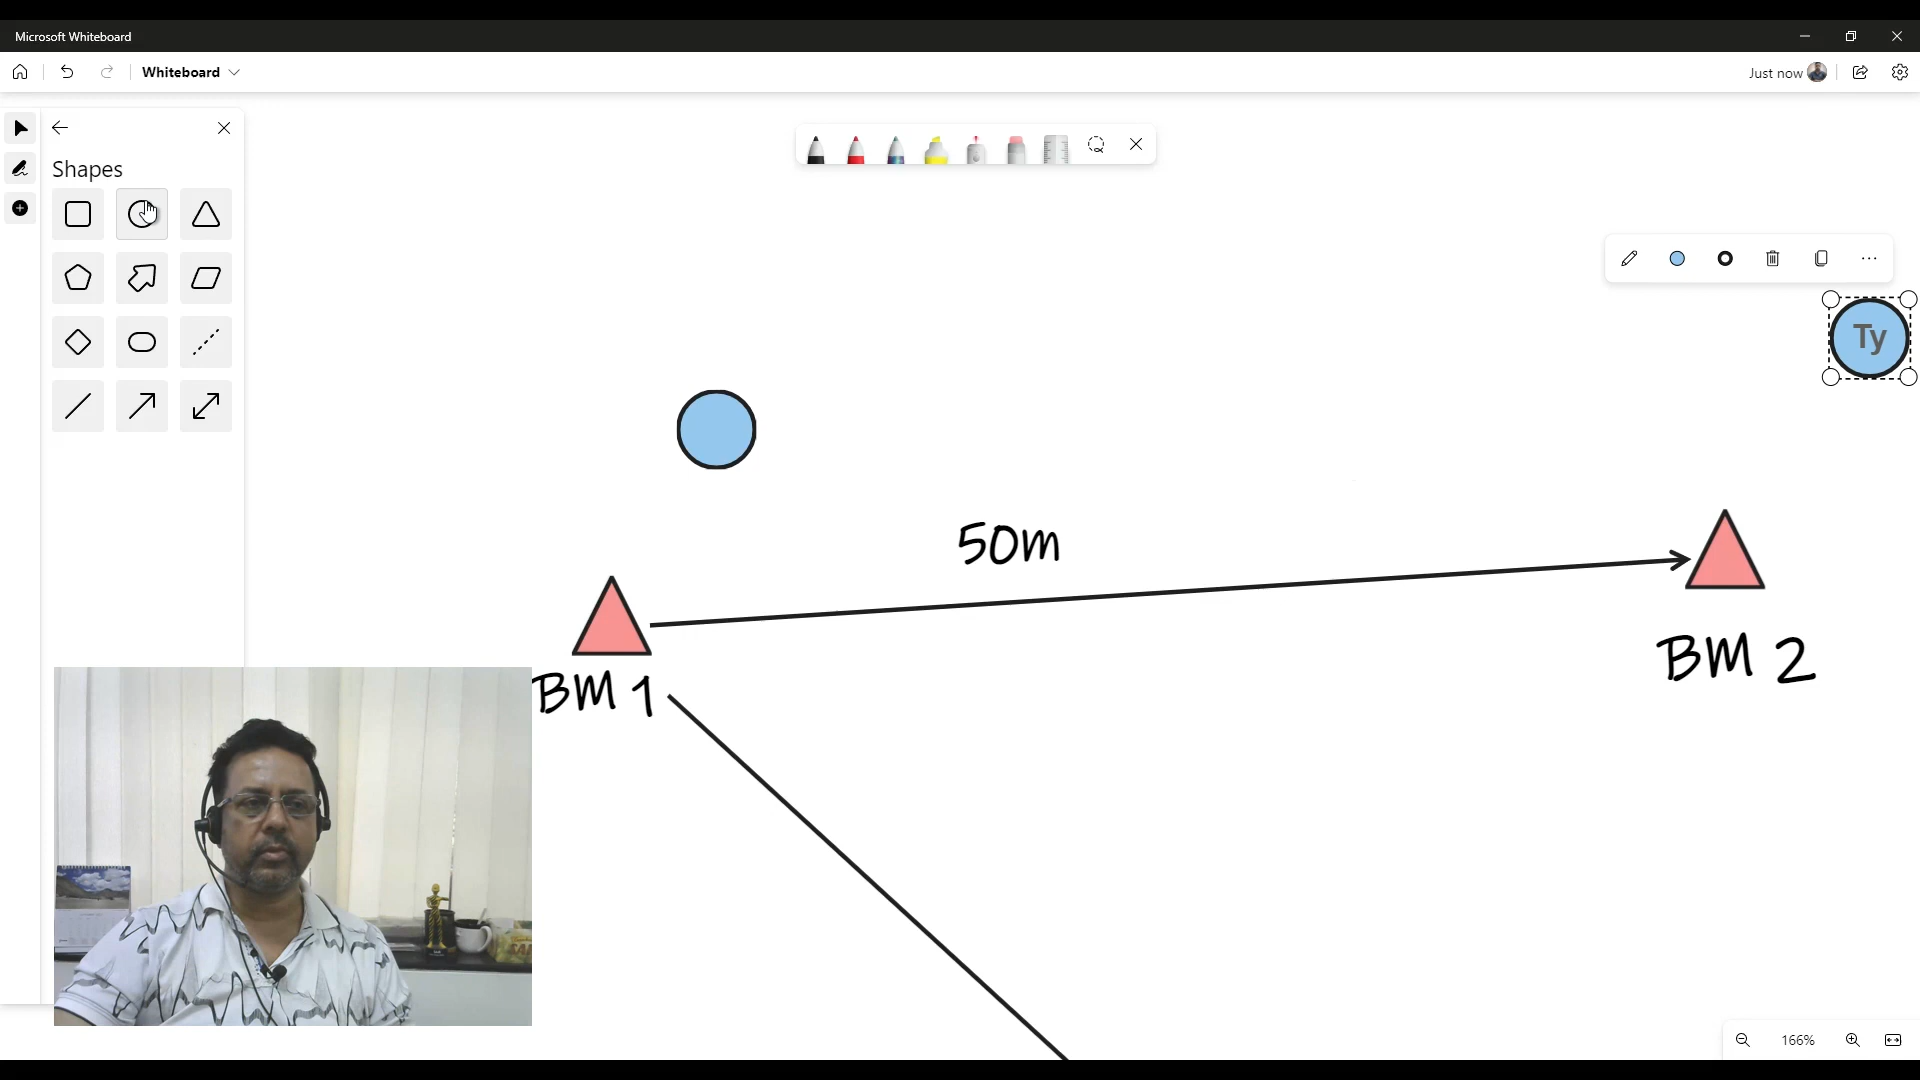 Microsoft Whiteboard
Whiteboard
Just now
Shapes
Ty
50m
BM 1
BM 2
166%